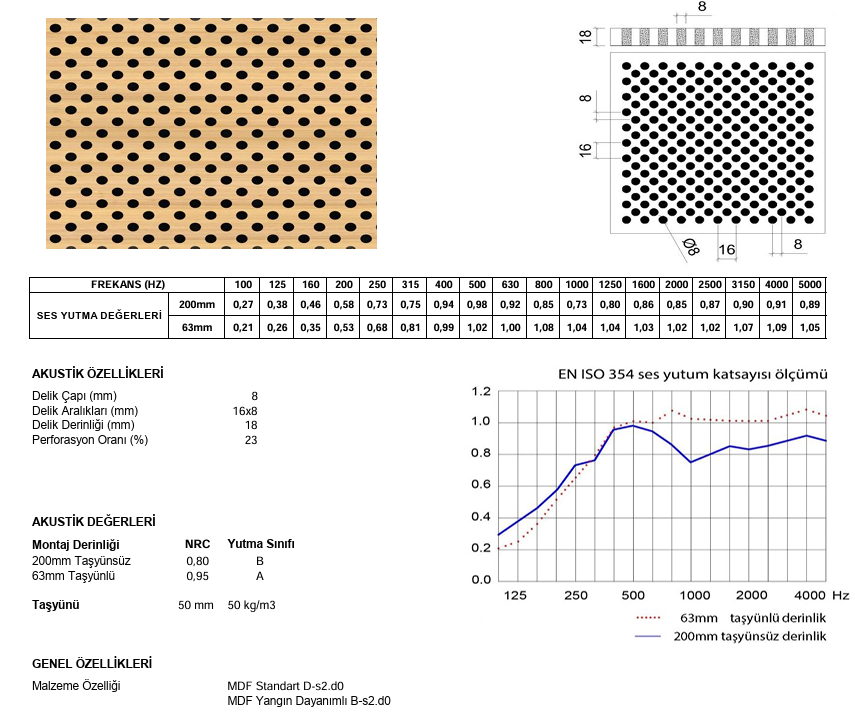 8
18
8
16
Ø8
16
8
FREKANS (HZ) 100 125 160 200 250 315 400 500 630 800 1000 1250 1600 2000 2500 3150 4000 5000
SES YUTMA DEĞERLERİ
200mm 0,27 0,38 0,46 0,58 0,73 0,75 0,94 0,98 0,92 0,85 0,73 0,80 0,86 0,85 0,87 0,90 0,91 0,89
63mm 0,21 0,26 0,35 0,53 0,68 0,81 0,99 1,02 1,00 1,08 1,04 1,04 1,03 1,02 1,02 1,07 1,09 1,05
AKUSTİK ÖZELLİKLERİ
Delik Çapı (mm) 8
Delik Aralıkları (mm) 16x8
Delik Derinliği (mm) 18
Perforasyon Oranı (%) 23
AKUSTİK DEĞERLERİ
Montaj Derinliği NRC Yutma Sınıfı
200mm Taşyünsüz 0,80 B
63mm Taşyünlü 0,95 A
Taşyünü 50 mm 50 kg/m3
GENEL ÖZELLİKLERİ
Malzeme Özelliği MDF Standart D-s2.d0
MDF Yangın Dayanımlı B-s2.d0
EN ISO 354 ses yutum katsayısı ölçümü
1.2
1.0
0.8
0.6
0.4
0.2
0.0
125 250 500 1000 2000 4000 Hz
63mm taşyünlü derinlik
200mm taşyünsüz derinlik